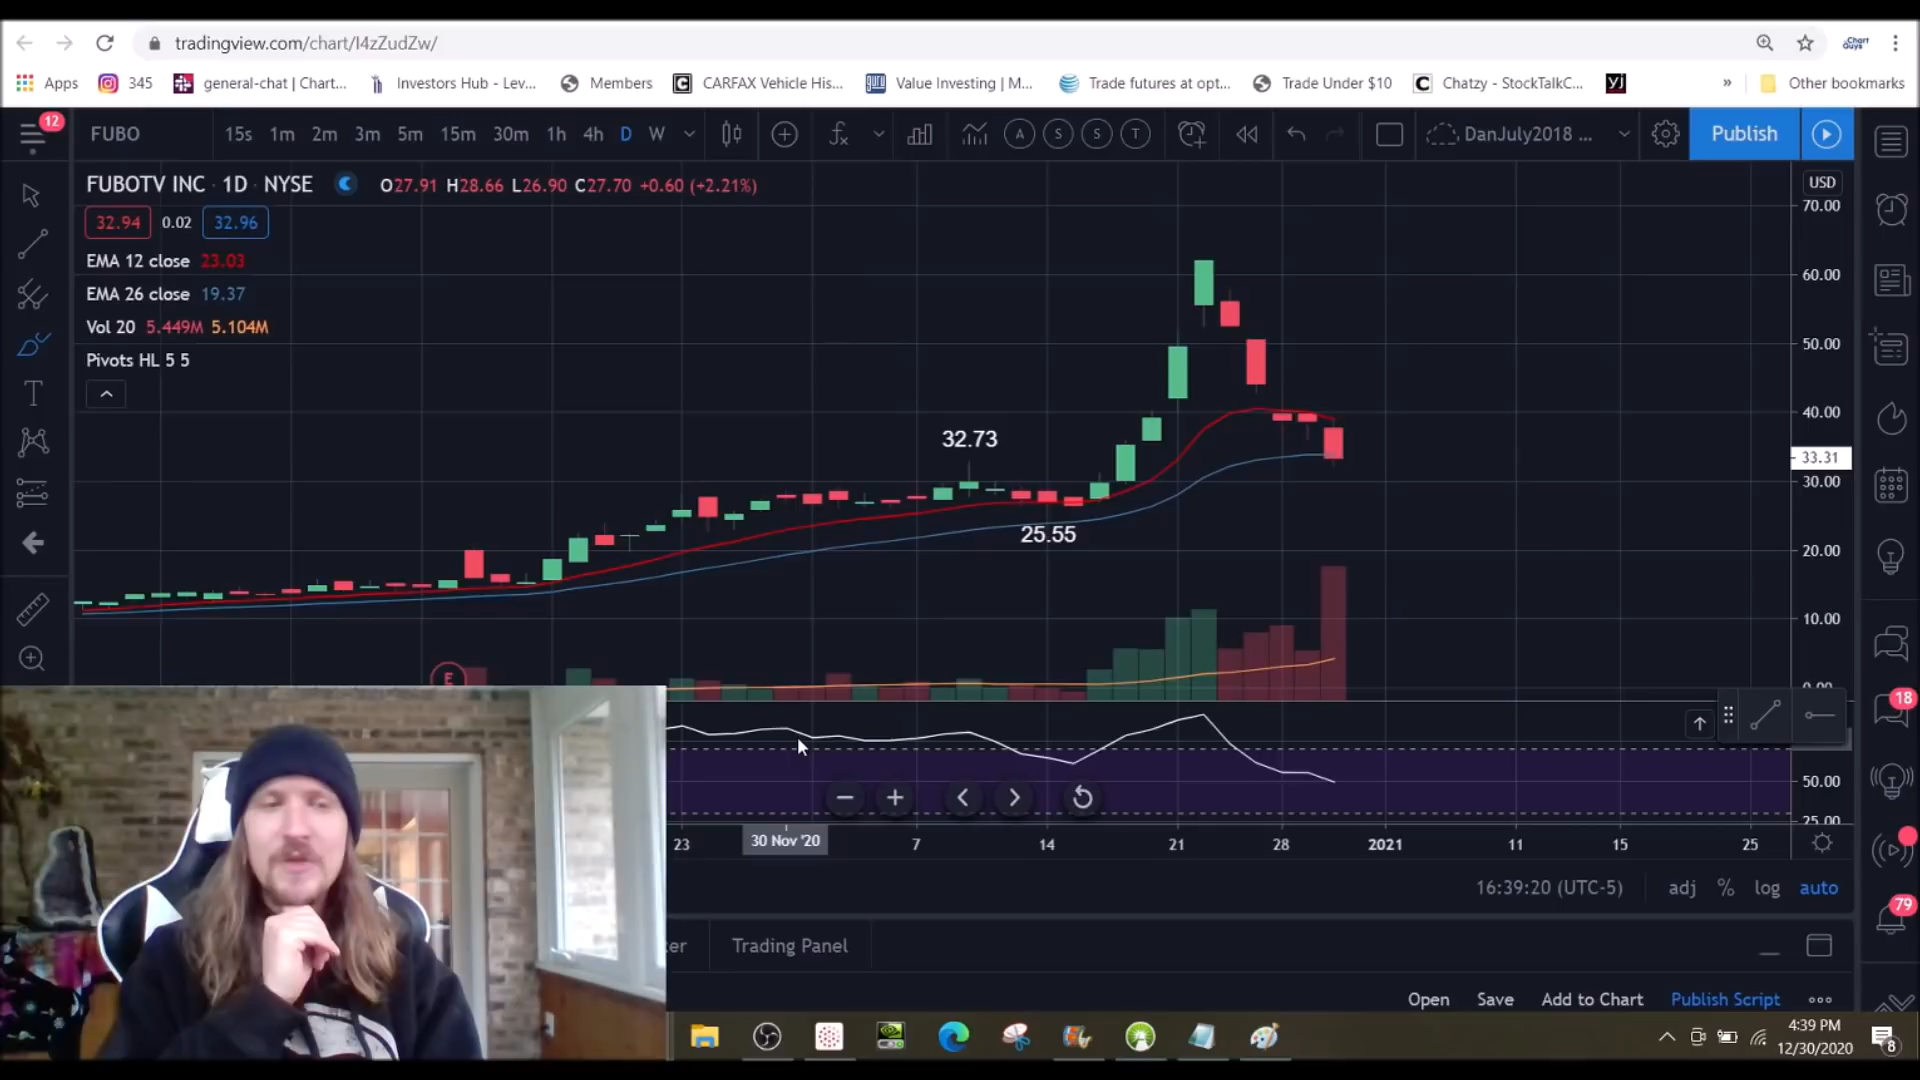 tradingview.com/chart/I4zZudZw/
Apps 345 general-chat | Chart... Investors Hub - Lev... Members CARFAX Vehicle His... Value Investing | M... Trade futures at opt... Trade Under $10 Chatzy - StockTalkC... » Other bookmarks
12 FUBO 15s 1m 2m 3m 5m 15m 30m 1h 4h D W A S S T DanJuly2018 ... Publish
FUBOTV INC · 1D · NYSE O27.91 H28.66 L26.90 C27.70 +0.60 (+2.21%) USD
70.00
32.94 0.02 32.96
EMA 12 close 23.03
60.00
EMA 26 close 19.37
Vol 20 5.449M 5.104M
50.00
Pivots HL 5 5
40.00
32.73
33.31
30.00
25.55
20.00
10.00
E
18
50.00
25.00
23 30 Nov '20 7 14 21 28 2021 11 15 25
16:39:20 (UTC-5) adj % log auto
79
Trading Panel
Open Save Add to Chart Publish Script
4:39 PM
12/30/2020
8